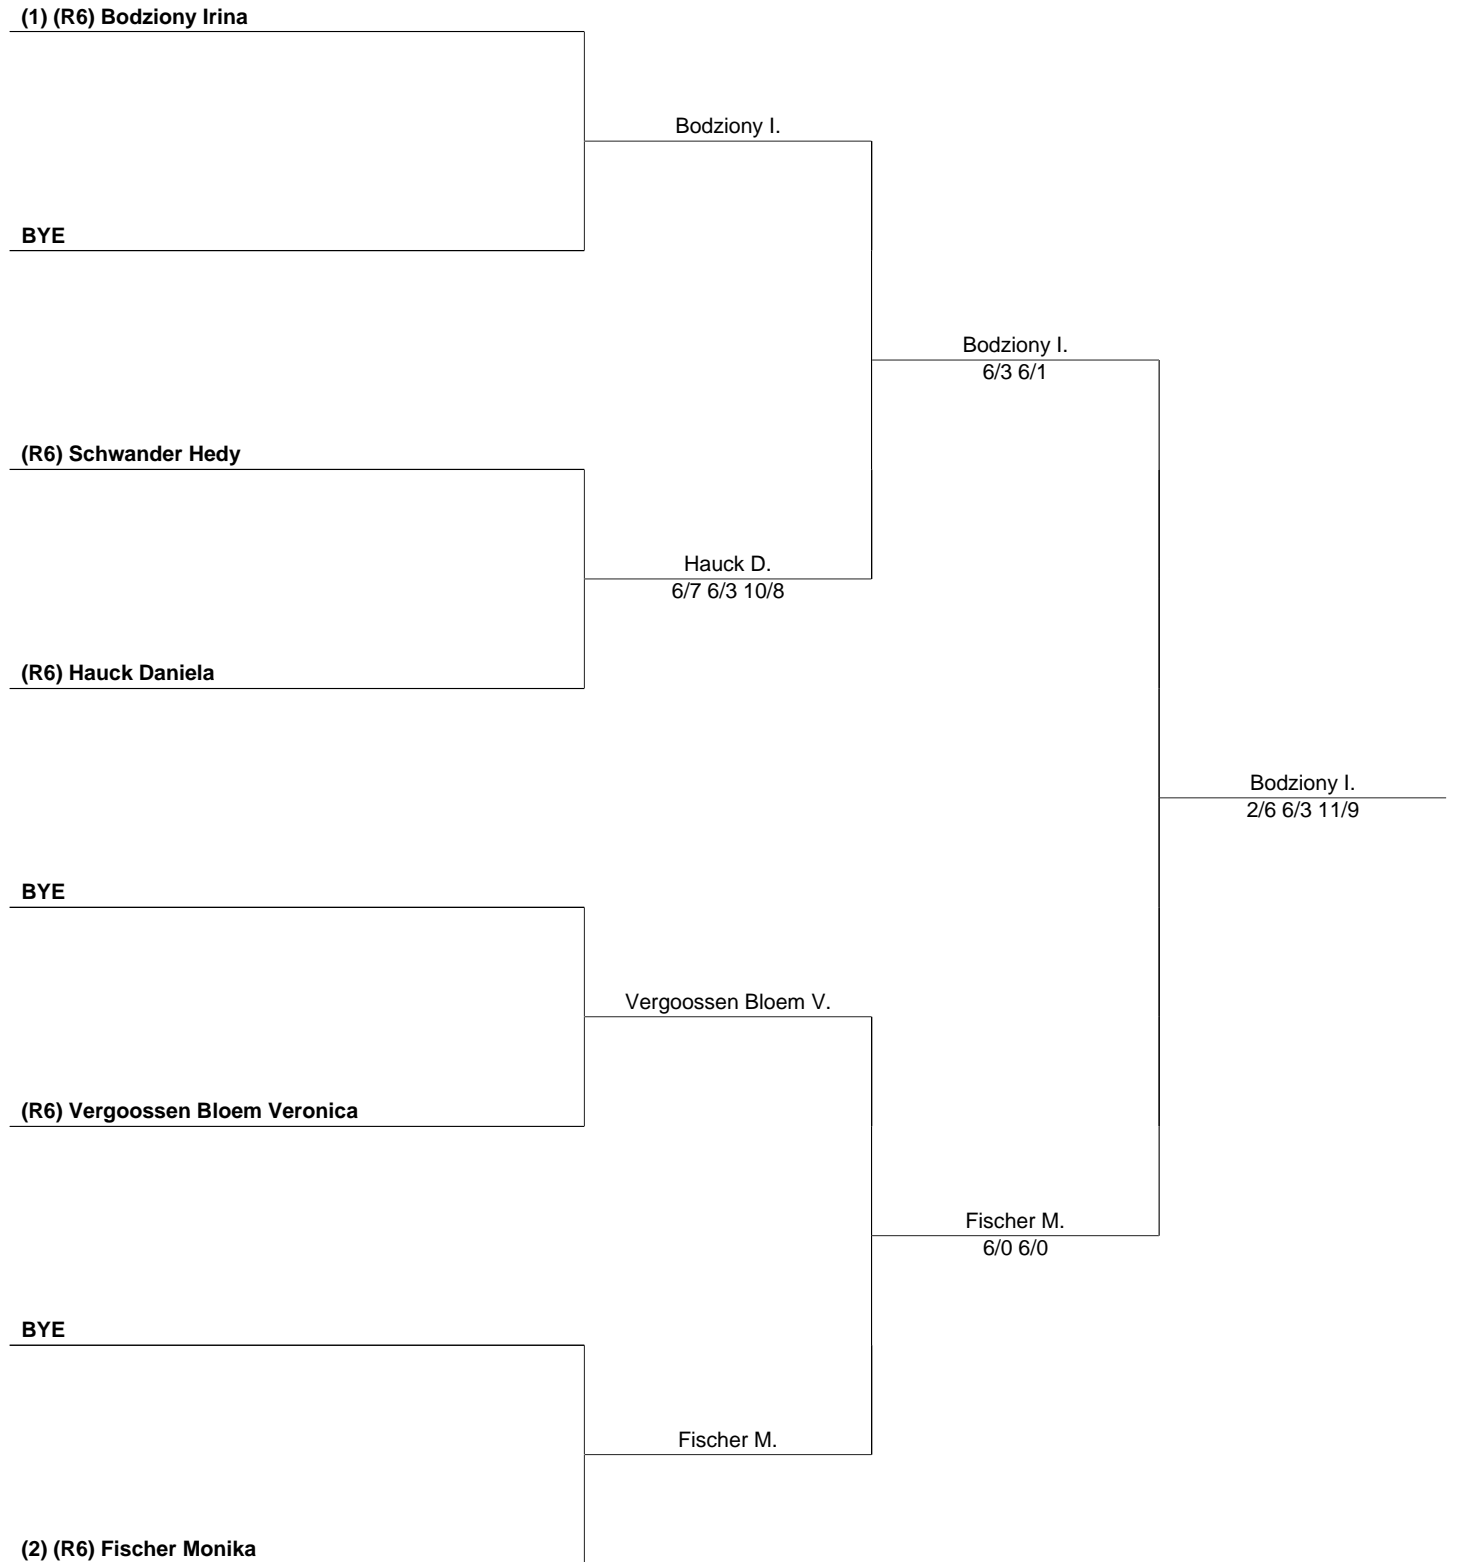 (1) (R6) Bodziony Irina
Bodziony I.
BYE
Bodziony I.
6/3 6/1
(R6) Schwander Hedy
Hauck D.
6/7 6/3 10/8
(R6) Hauck Daniela
Bodziony I.
2/6 6/3 11/9
BYE
Vergoossen Bloem V.
(R6) Vergoossen Bloem Veronica
Fischer M.
6/0 6/0
BYE
Fischer M.
(2) (R6) Fischer Monika